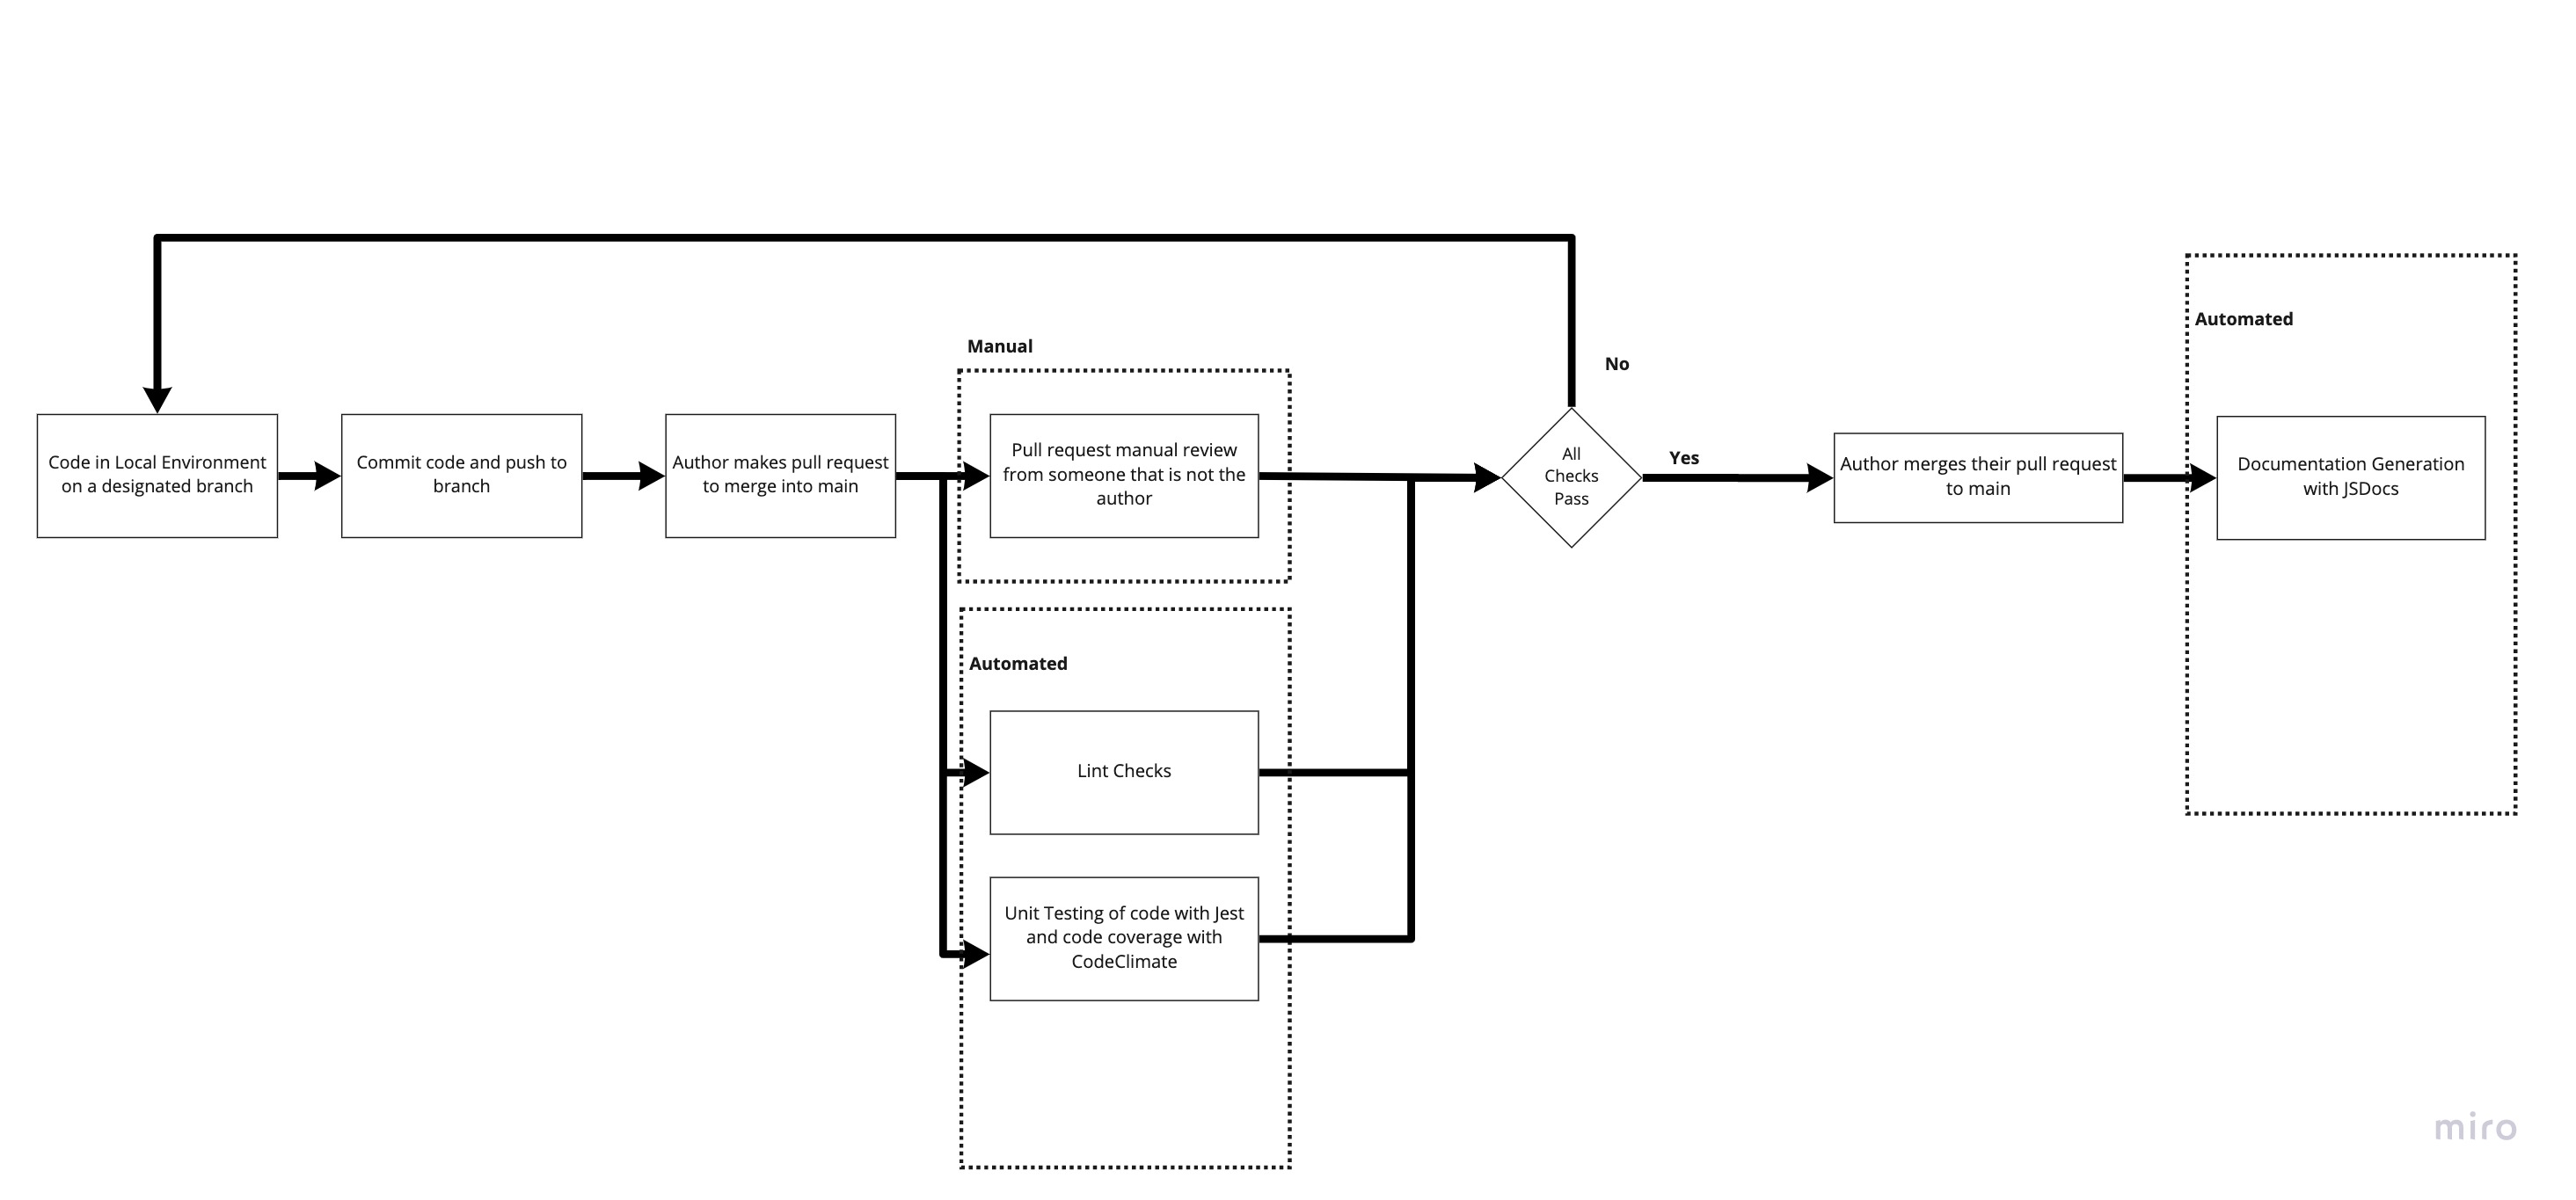 Code in Local Environment
on a designated branch
Commit code and push to
branch
Author makes pull request
to merge into main
Manual
Pull request manual review
from someone that is not the
author
Automated
Lint Checks
Unit Testing of code with Jest
and code coverage with
CodeClimate
All
Checks
Pass
No
Yes
Author merges their pull request
to main
Automated
Documentation Generation
with JSDocs
miro